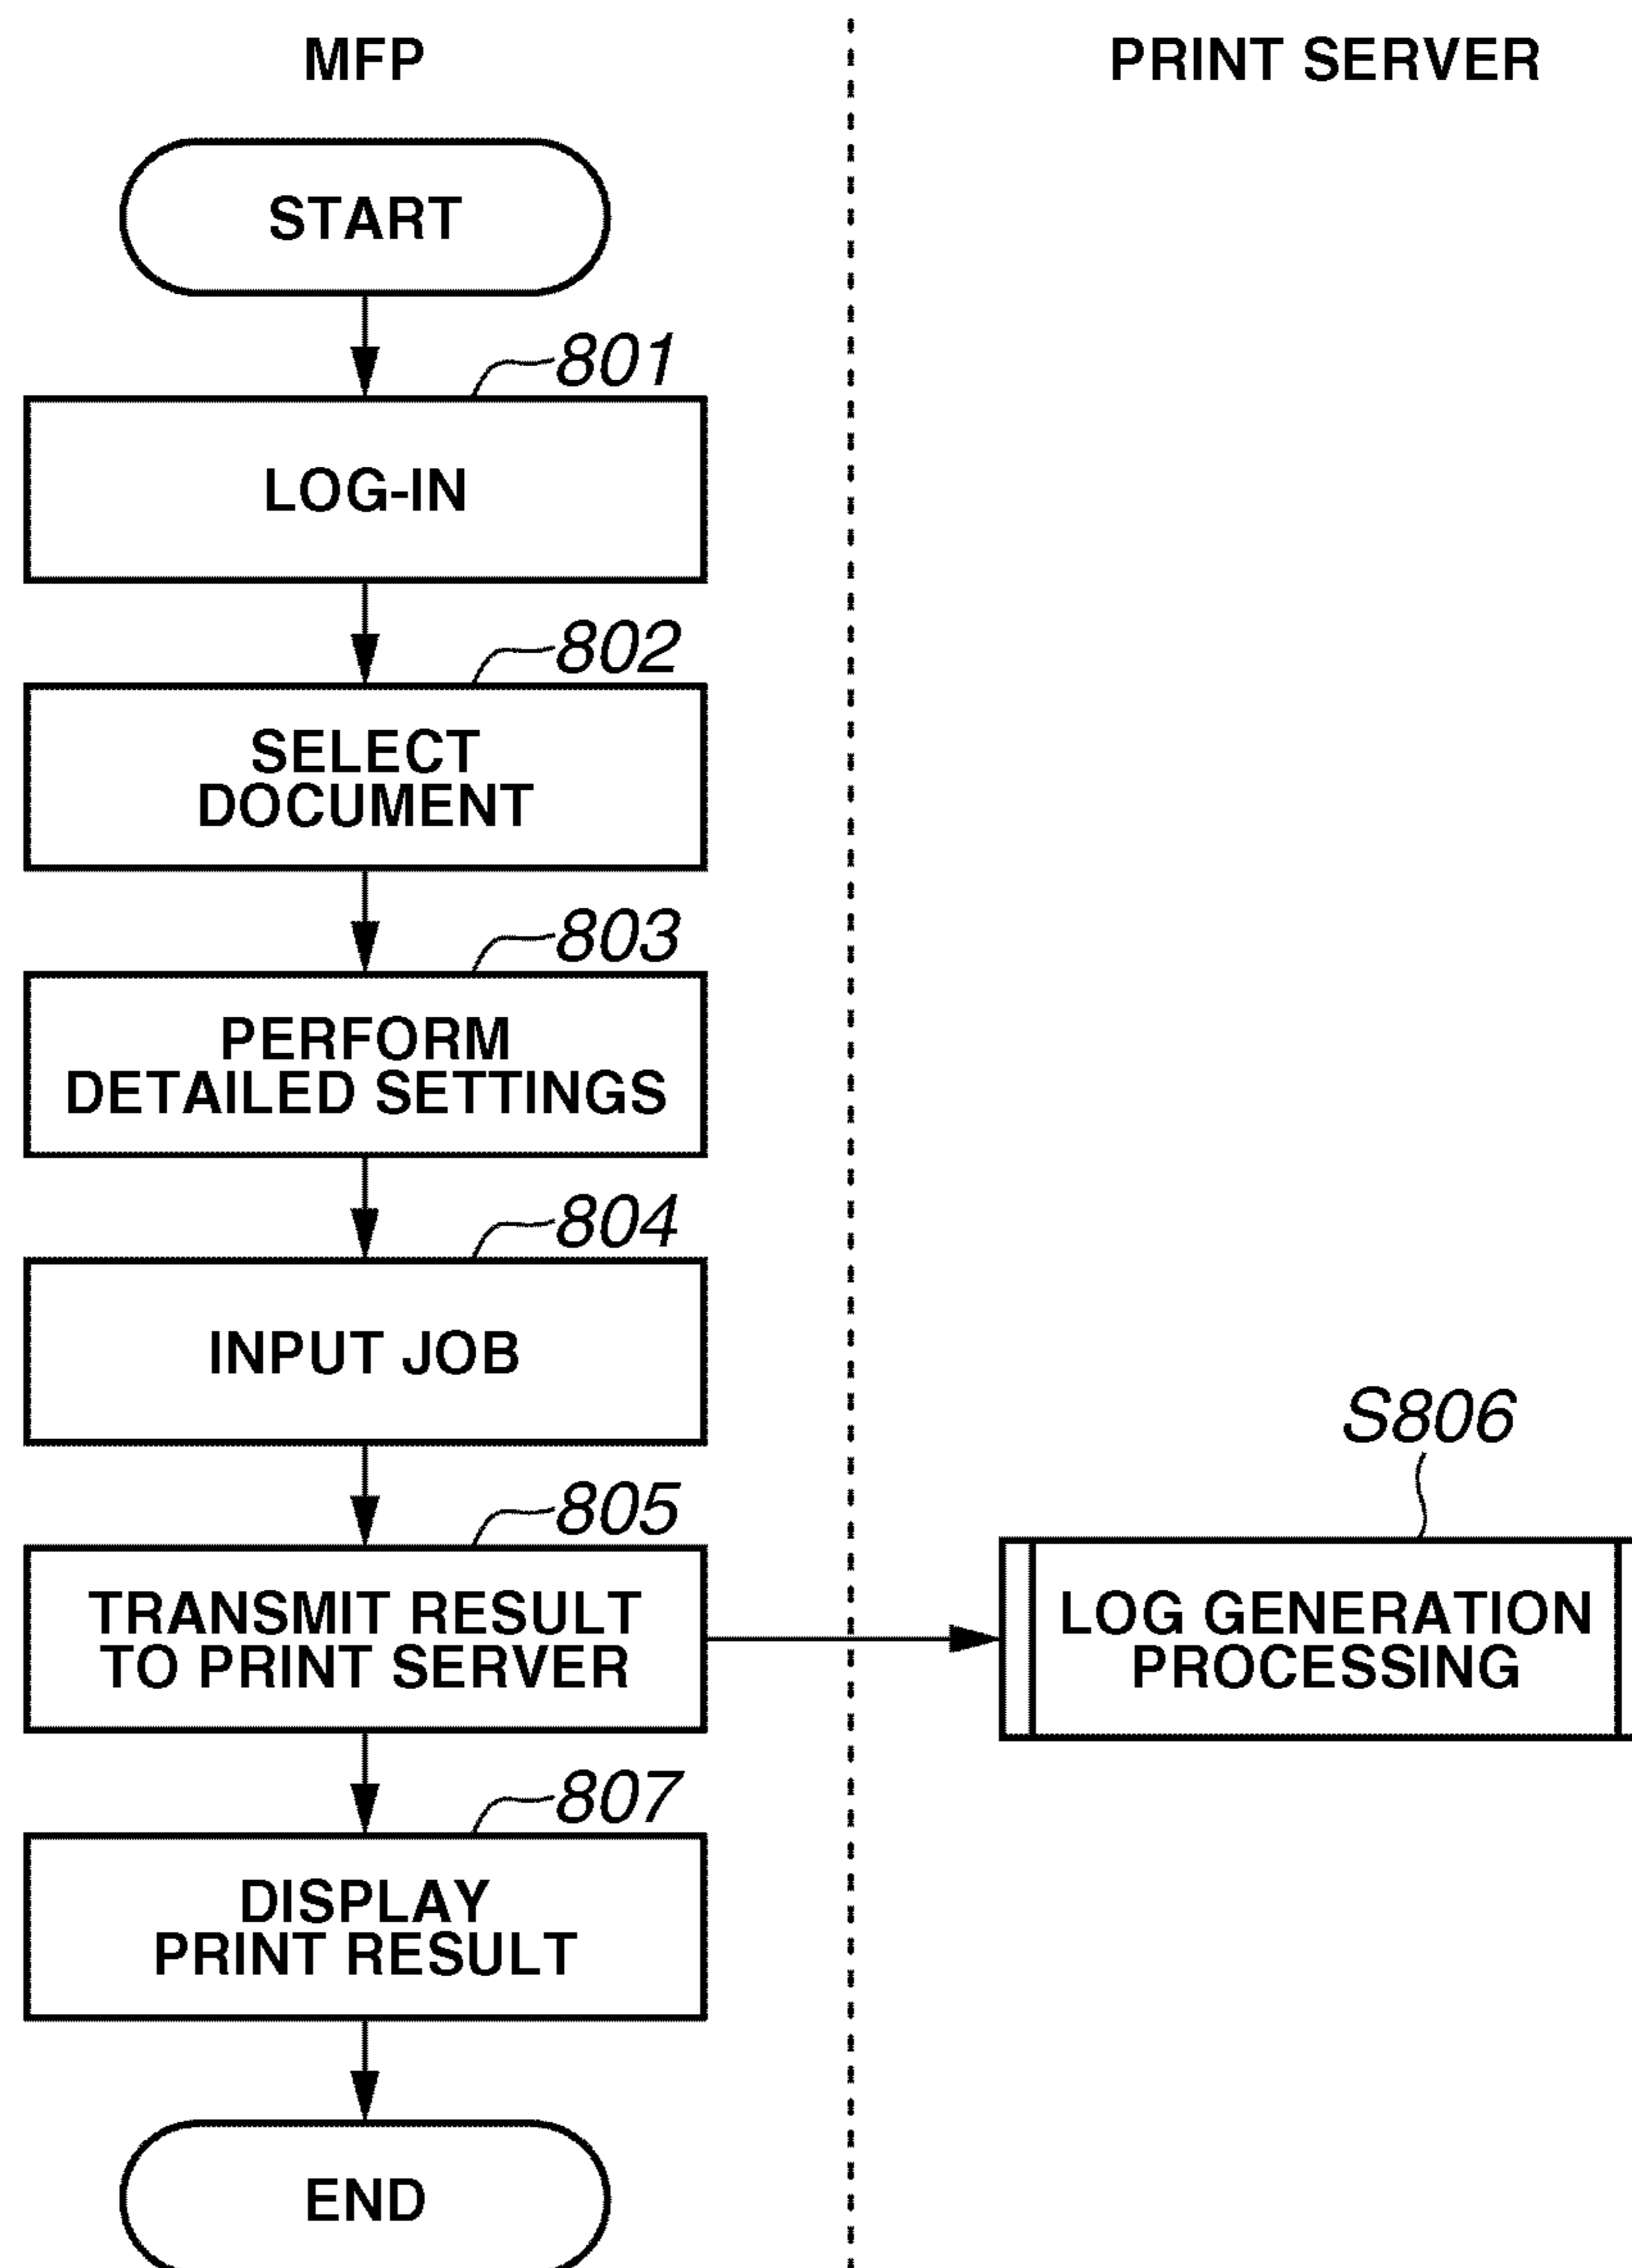 MFP
PRINT SERVER
START
801
LOG-IN
802
SELECT
DOCUMENT
803
PERFORM
DETAILED SETTINGS
804
INPUT JOB
805
TRANSMIT RESULT
TO PRINT SERVER
S806
LOG GENERATION
PROCESSING
807
DISPLAY
PRINT RESULT
END